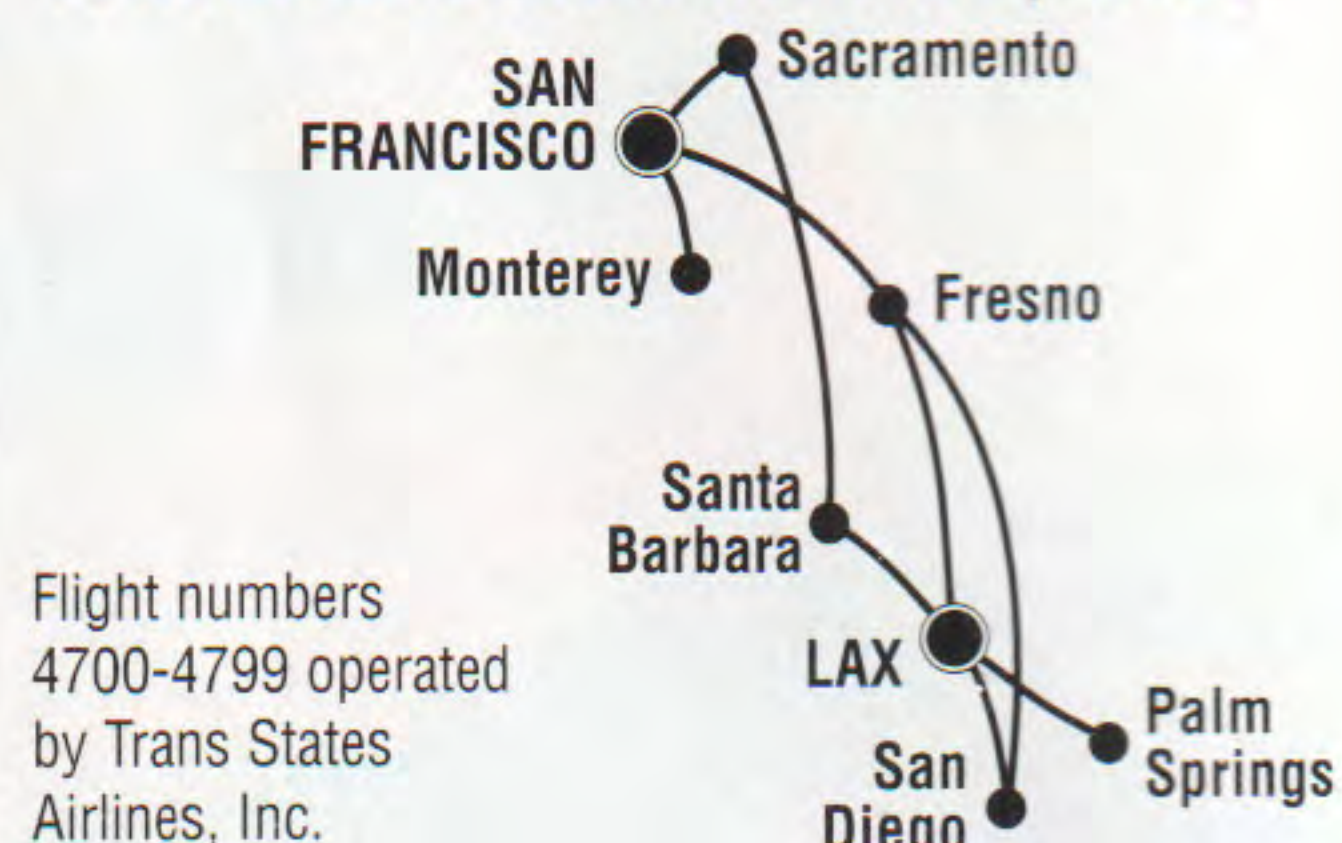 Sacramento
SAN
FRANCISCO
Monterey
Fresno
Santa
Barbara
Flight numbers
4700-4799 operated
by Trans States
Airlines, Inc.
LAX
Palm
Springs
San
Diego